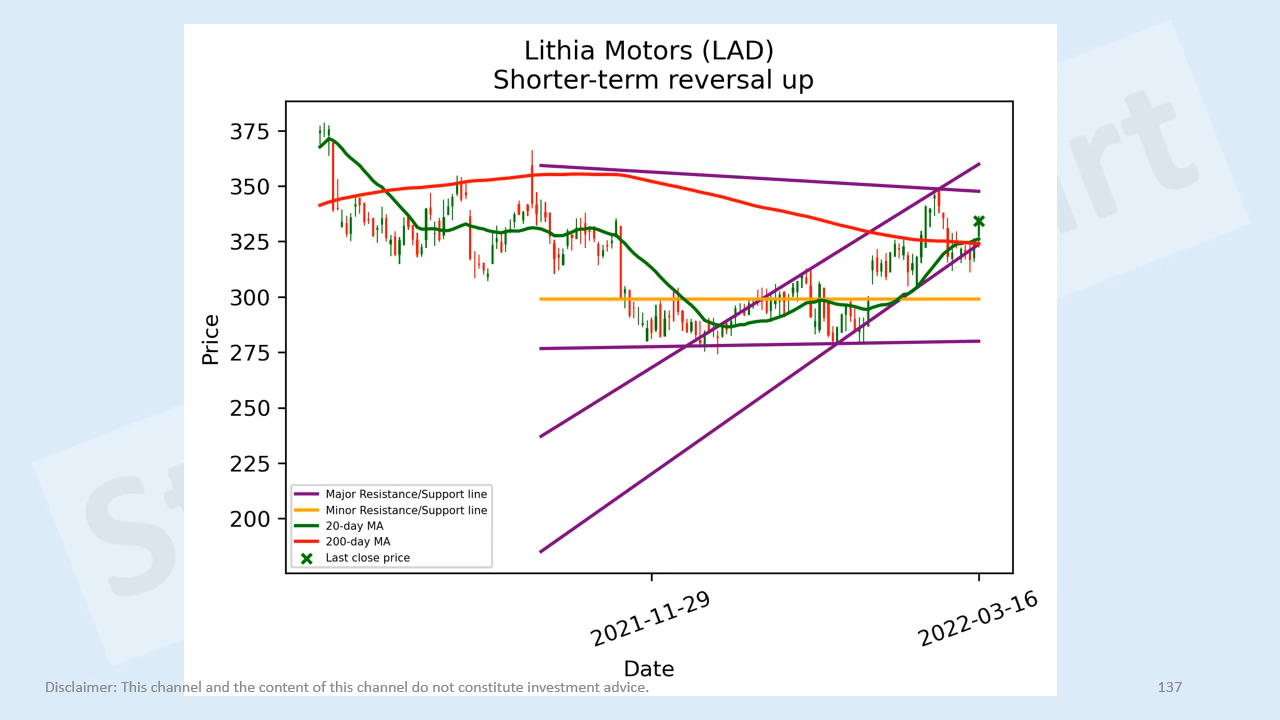 Lithia Motors (LAD)
Shorter-term reversal up
375
350
325
300
275
250
225
200
Price
Major Resistance/Support line
Minor Resistance/Support line
20-day MA
200-day MA
Last close price
2021-11-29
2022-03-16
Date
Disclaimer: This channel and the content of this channel do not constitute investment advice.
137